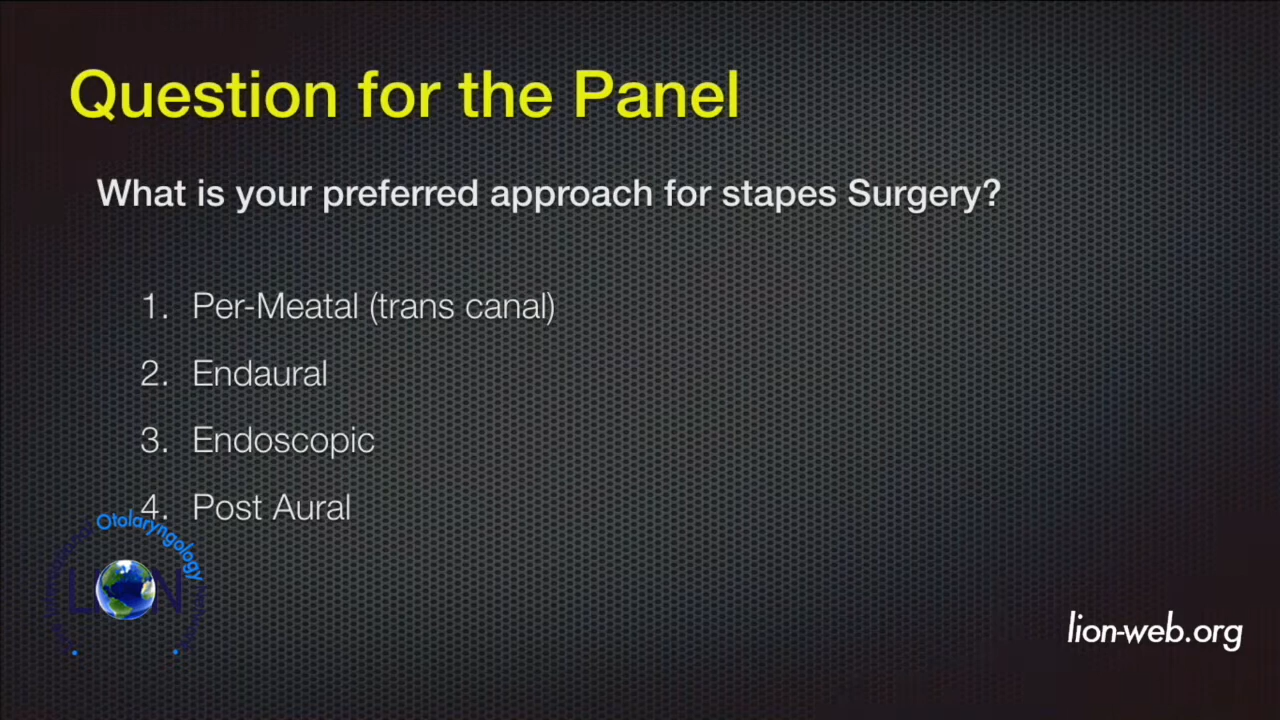 Question for the Panel
What is your preferred approach for stapes Surgery?
1. Per-Meatal (trans canal)
2. Endaural
3. Endoscopic
4. Post Aural
Otolaryngology
LION
lion-web.org